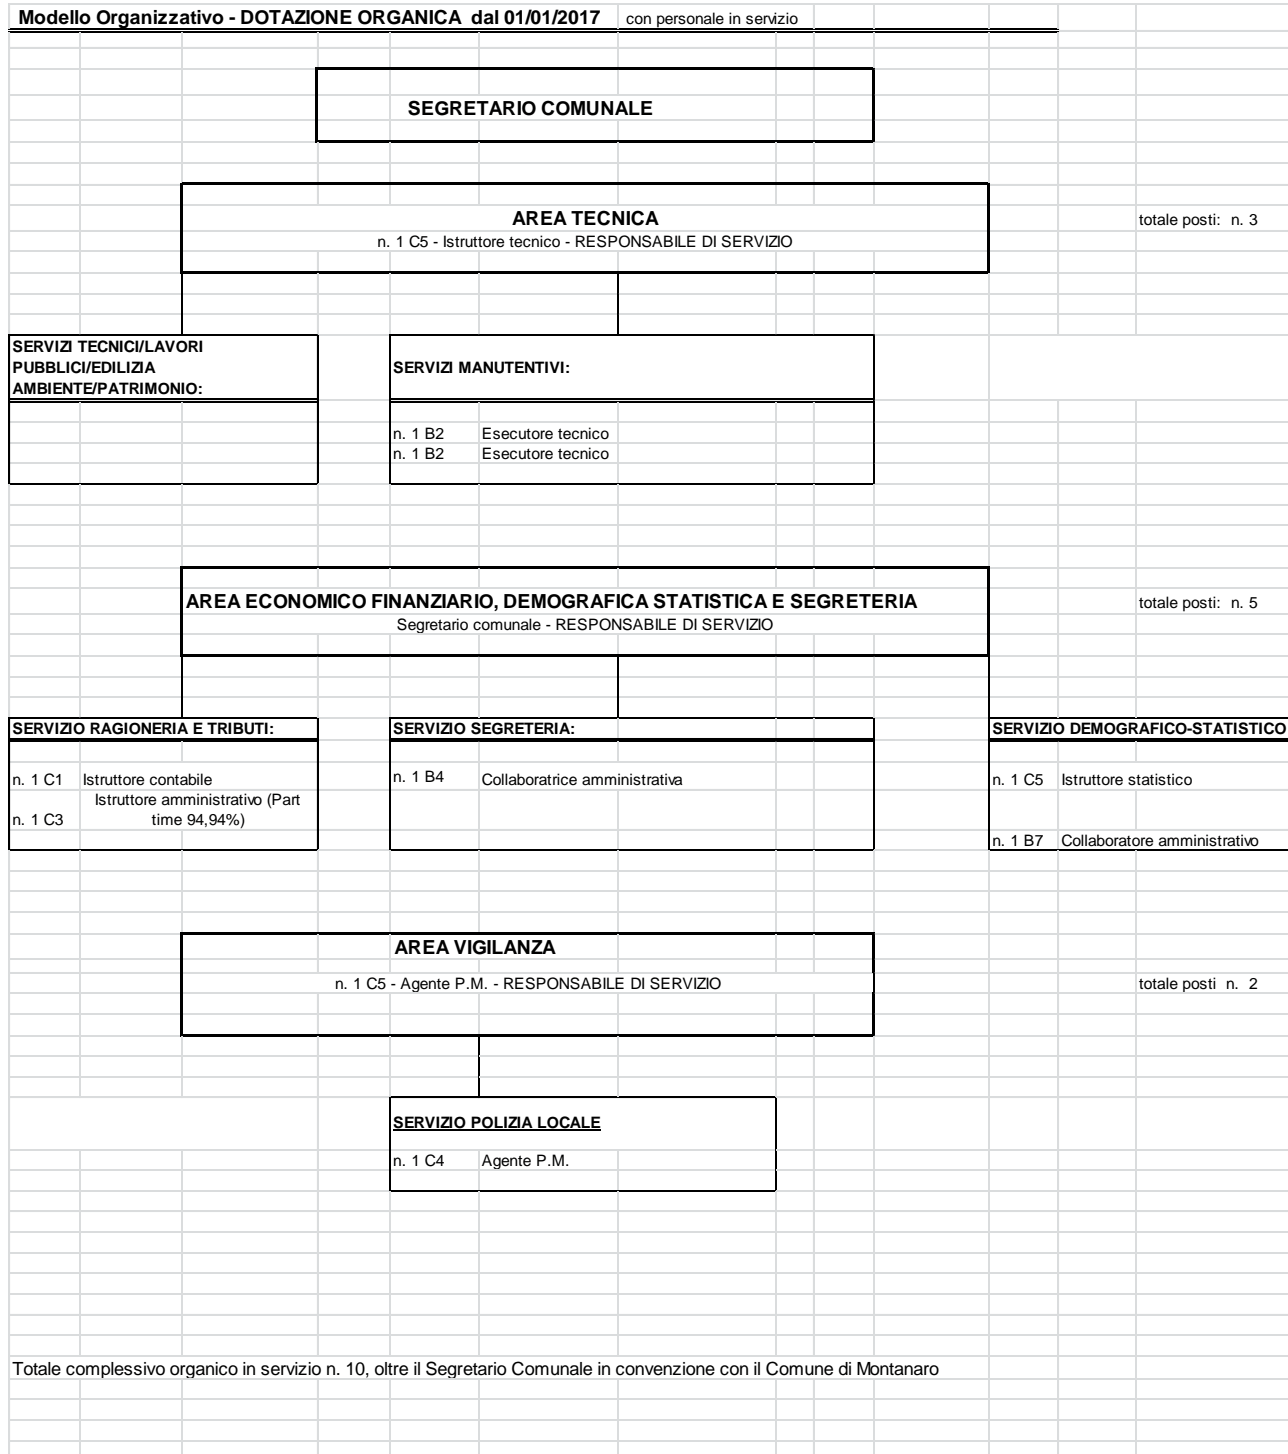 Modello Organizzativo - DOTAZIONE ORGANICA dal 01/01/2017 con personale in servizio
SEGRETARIO COMUNALE
AREA TECNICA
totale posti: n. 3
n. 1 C5 - Istruttore tecnico - RESPONSABILE DI SERVIZIO
SERVIZI TECNICI/LAVORI
PUBBLICI/EDILIZIA
AMBIENTE/PATRIMONIO:
SERVIZI MANUTENTIVI:
n. 1 B2 Esecutore tecnico
n. 1 B2 Esecutore tecnico
AREA ECONOMICO FINANZIARIO, DEMOGRAFICA STATISTICA E SEGRETERIA
totale posti: n. 5
Segretario comunale - RESPONSABILE DI SERVIZIO
SERVIZIO RAGIONERIA E TRIBUTI:
n. 1 C1 Istruttore contabile
Istruttore amministrativo (Part
n. 1 C3 time 94,94%)
SERVIZIO SEGRETERIA:
n. 1 B4 Collaboratrice amministrativa
SERVIZIO DEMOGRAFICO-STATISTICO
n. 1 C5 Istruttore statistico
n. 1 B7 Collaboratore amministrativo
AREA VIGILANZA
n. 1 C5 - Agente P.M. - RESPONSABILE DI SERVIZIO
totale posti n. 2
SERVIZIO POLIZIA LOCALE
n. 1 C4 Agente P.M.
Totale complessivo organico in servizio n. 10, oltre il Segretario Comunale in convenzione con il Comune di Montanaro